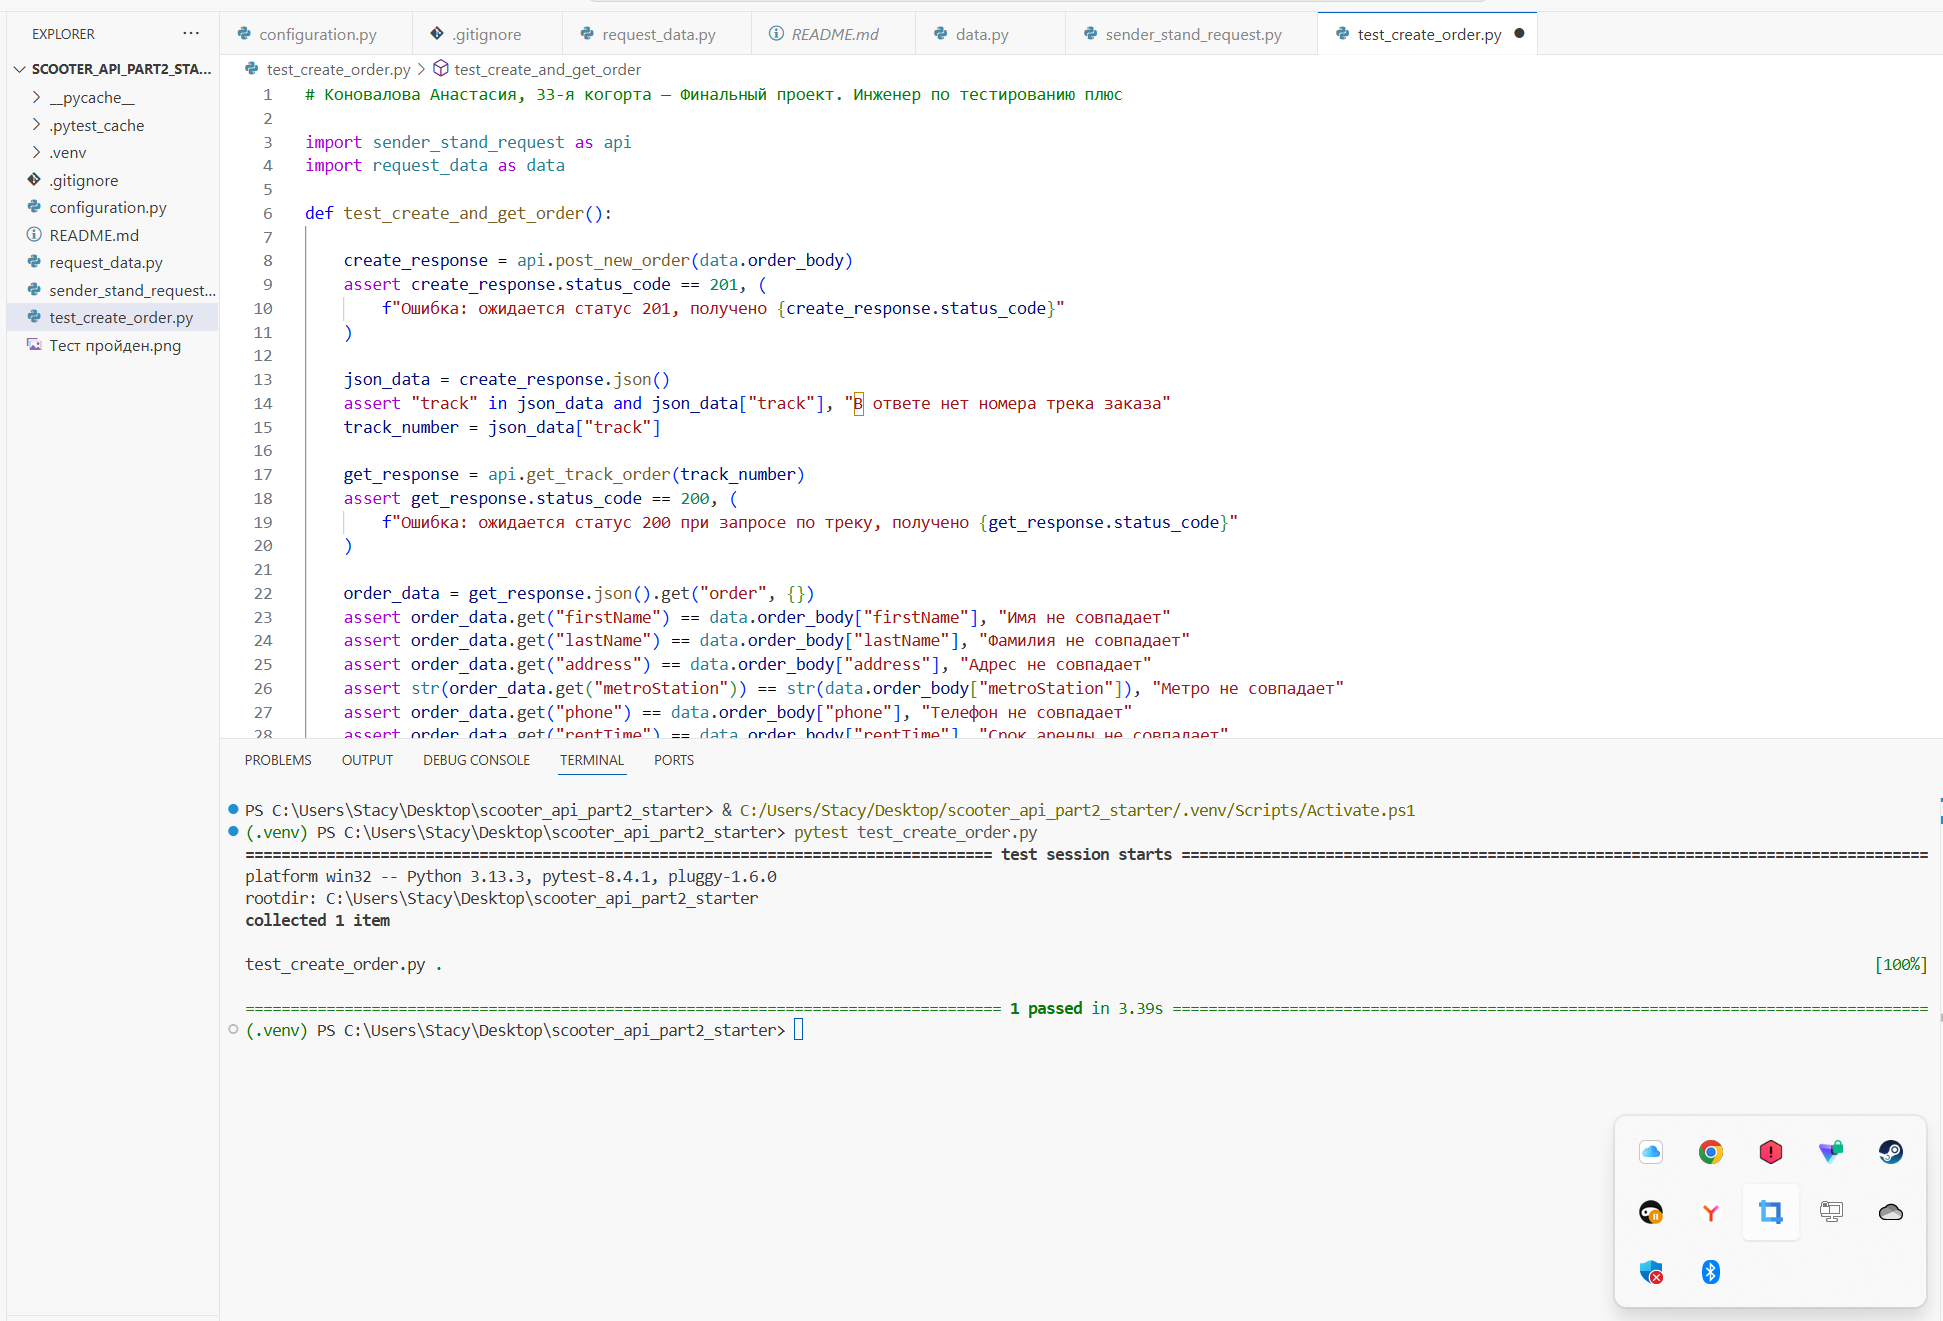 EXPLORER
···
SCOOTER_API_PART2_STA...
__pycache__
.pytest_cache
.venv
.gitignore
configuration.py
README.md
request_data.py
sender_stand_request...
test_create_order.py
Тест пройден.png
configuration.py
.gitignore
request_data.py
README.md
data.py
sender_stand_request.py
test_create_order.py
test_create_order.py > test_create_and_get_order
1 # Коновалова Анастасия, 33-я когорта — Финальный проект. Инженер по тестированию плюс
2
3 import sender_stand_request as api
4 import request_data as data
5
6 def test_create_and_get_order():
7
8 create_response = api.post_new_order(data.order_body)
9 assert create_response.status_code == 201, (
10 f"Ошибка: ожидается статус 201, получено {create_response.status_code}"
11 )
12
13 json_data = create_response.json()
14 assert "track" in json_data and json_data["track"], "В ответе нет номера трека заказа"
15 track_number = json_data["track"]
16
17 get_response = api.get_track_order(track_number)
18 assert get_response.status_code == 200, (
19 f"Ошибка: ожидается статус 200 при запросе по треку, получено {get_response.status_code}"
20 )
21
22 order_data = get_response.json().get("order", {})
23 assert order_data.get("firstName") == data.order_body["firstName"], "Имя не совпадает"
24 assert order_data.get("lastName") == data.order_body["lastName"], "Фамилия не совпадает"
25 assert order_data.get("address") == data.order_body["address"], "Адрес не совпадает"
26 assert str(order_data.get("metroStation")) == str(data.order_body["metroStation"]), "Метро не совпадает"
27 assert order_data.get("phone") == data.order_body["phone"], "Телефон не совпадает"
28 assert order_data.get("rentTime") == data.order_body["rentTime"], "Срок аренды не совпадает"
PROBLEMS OUTPUT DEBUG CONSOLE TERMINAL PORTS
PS C:\Users\Stacy\Desktop\scooter_api_part2_starter> & C:/Users/Stacy/Desktop/scooter_api_part2_starter/.venv/Scripts/Activate.ps1
(.venv) PS C:\Users\Stacy\Desktop\scooter_api_part2_starter> pytest test_create_order.py
=================================================================================== test session starts ===================================================================================
platform win32 -- Python 3.13.3, pytest-8.4.1, pluggy-1.6.0
rootdir: C:\Users\Stacy\Desktop\scooter_api_part2_starter
collected 1 item
test_create_order.py . [100%]
==================================================================================== 1 passed in 3.39s ====================================================================================
(.venv) PS C:\Users\Stacy\Desktop\scooter_api_part2_starter>